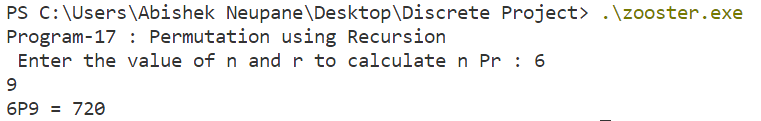 PS C:\Users\Abishek Neupane\Desktop\Discrete Project> .\zooster.exe
Program-17 : Permutation using Recursion
 Enter the value of n and r to calculate n Pr : 6
9
6P9 = 720